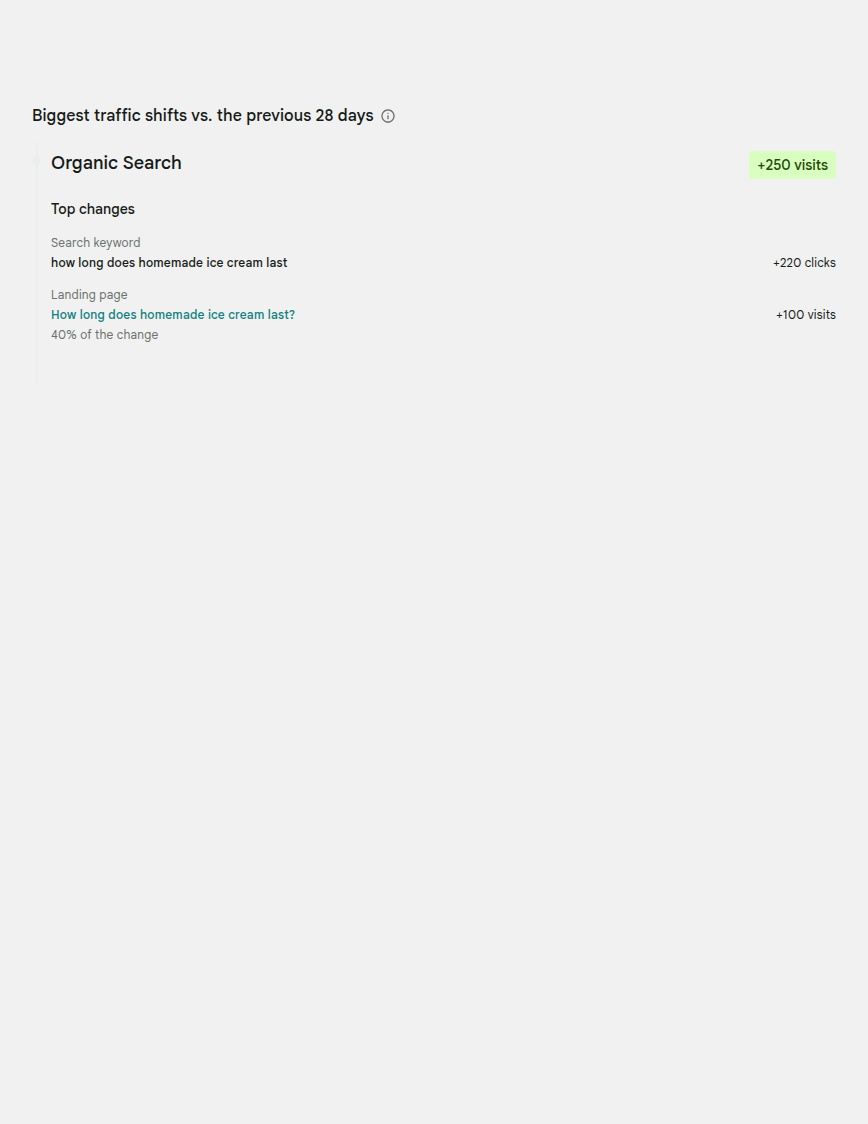 Biggest traffic shifts vs. the previous 28 days
Organic Search
+250 visits
Top changes
Search keyword
how long does homemade ice cream last
+220 clicks
Landing page
How long does homemade ice cream last?
+100 visits
40% of the change